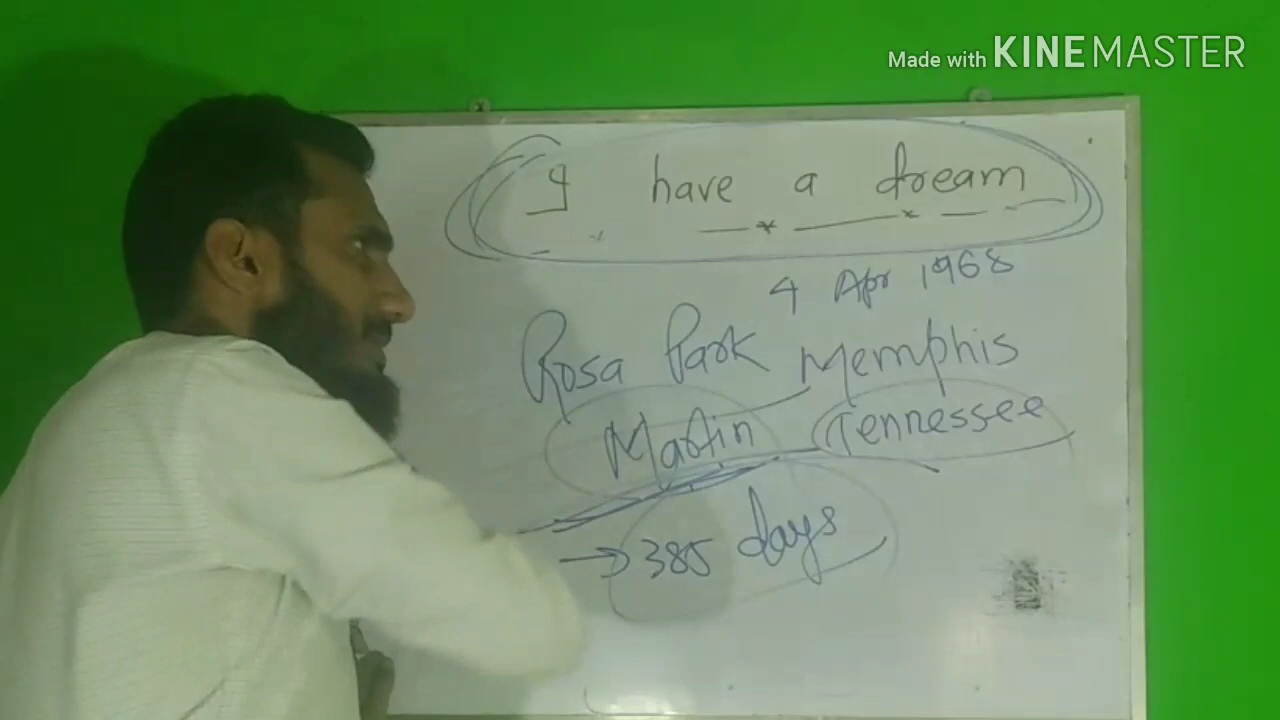 Made with KINEMASTER
I have a dream
4 Apr 1968
Rosa Park Memphis
Martin Tennessee
→ 385 days